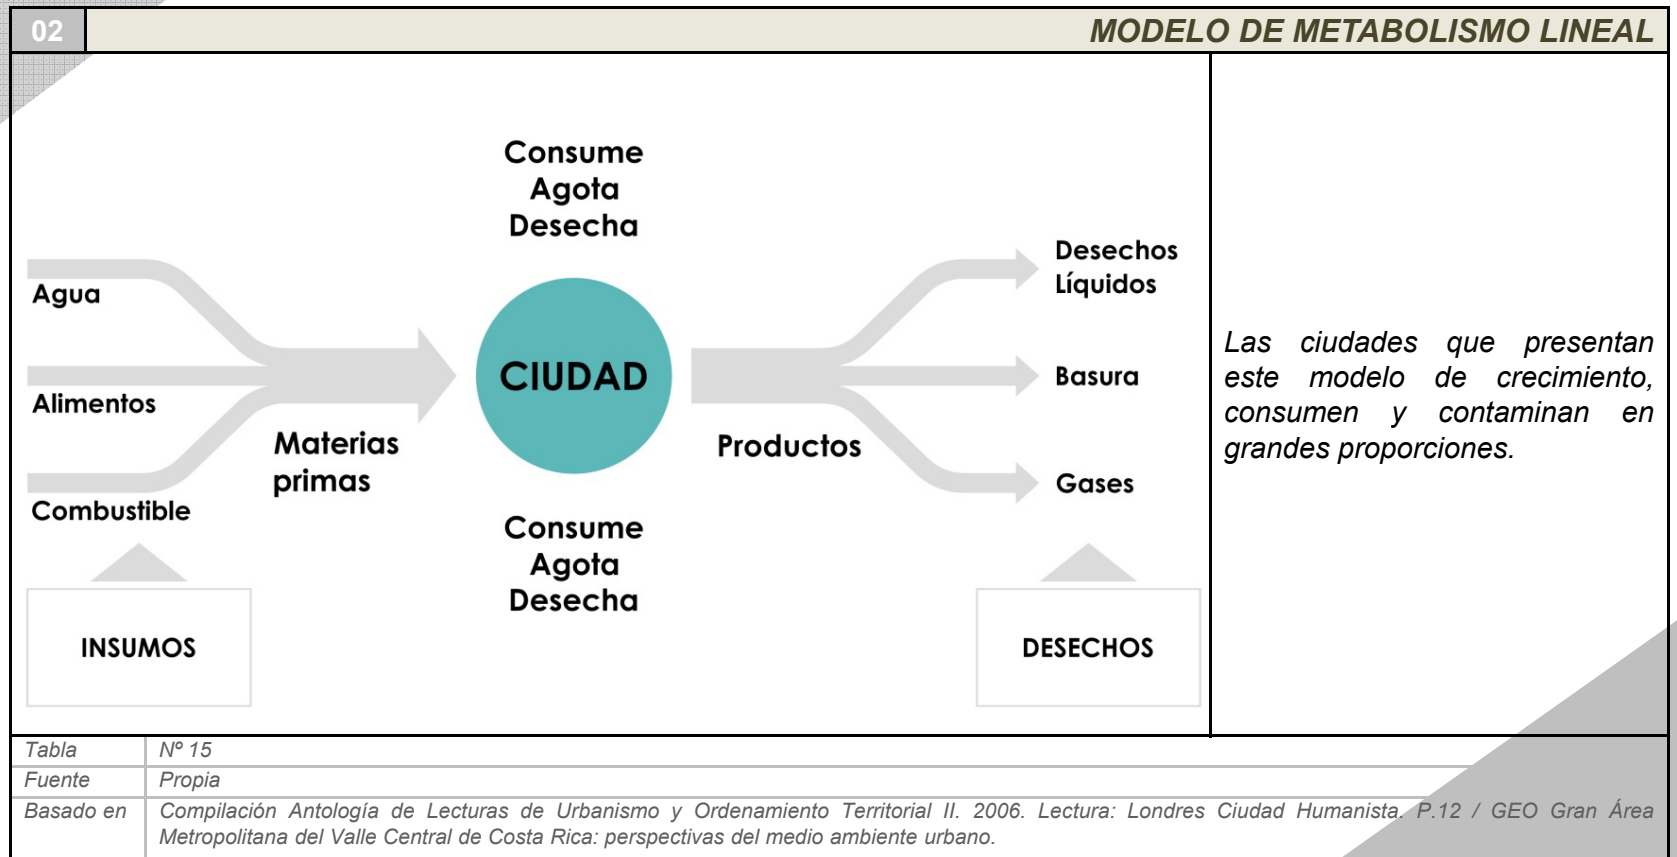 02
MODELO DE METABOLISMO LINEAL
Consume
Agota
Desecha
Agua
Alimentos
Combustible
Materias
primas
CIUDAD
Productos
Desechos
Líquidos
Basura
Gases
Consume
Agota
Desecha
INSUMOS
DESECHOS
Las ciudades que presentan
este modelo de crecimiento,
consumen y contaminan en
grandes proporciones.
Tabla Nº 15
Fuente Propia
Basado en Compilación Antología de Lecturas de Urbanismo y Ordenamiento Territorial II. 2006. Lectura: Londres Ciudad Humanista. P.12 / GEO Gran Área
Metropolitana del Valle Central de Costa Rica: perspectivas del medio ambiente urbano.